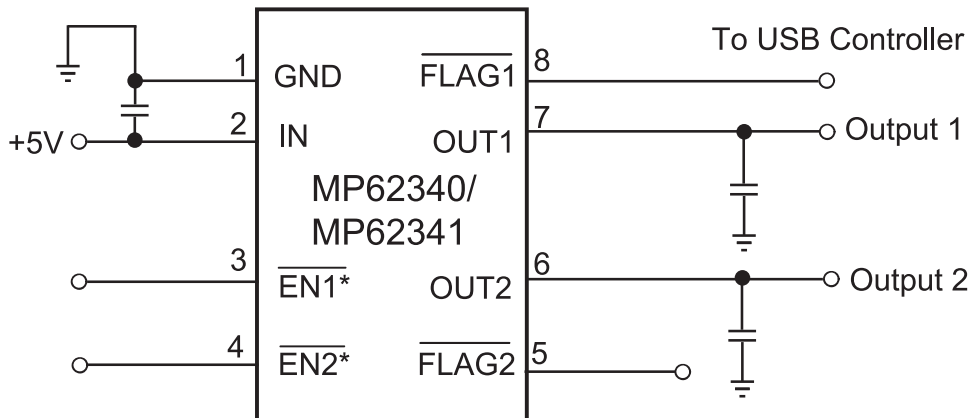 To USB Controller
1
GND
FLAG1
8
+5V
2
IN
OUT1
7
Output 1
MP62340/
MP62341
3
EN1*
OUT2
6
Output 2
4
EN2*
FLAG2
5